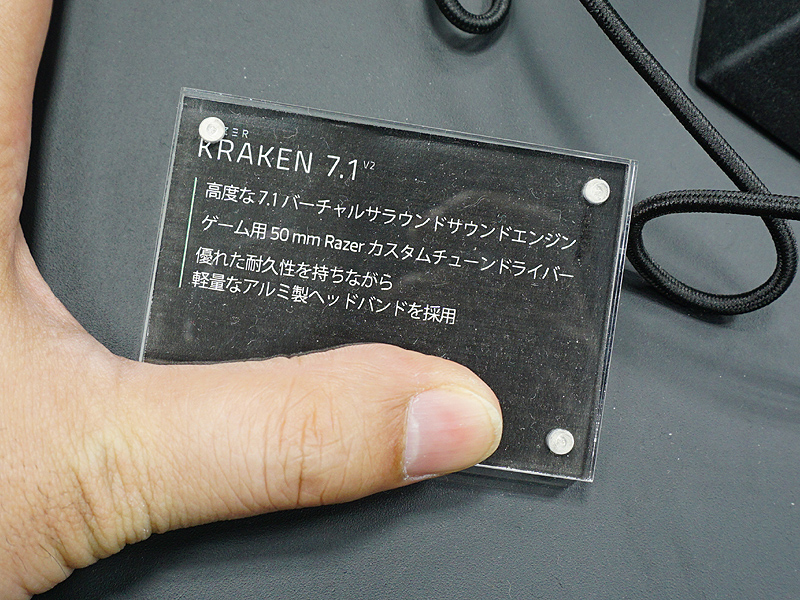 KRAKEN 7.1 V2
高度な7.1バーチャルサラウンドサウンドエンジン
ゲーム用 50 mm Razer カスタムチューンドライバー
優れた耐久性を持ちながら
軽量なアルミ製ヘッドバンドを採用